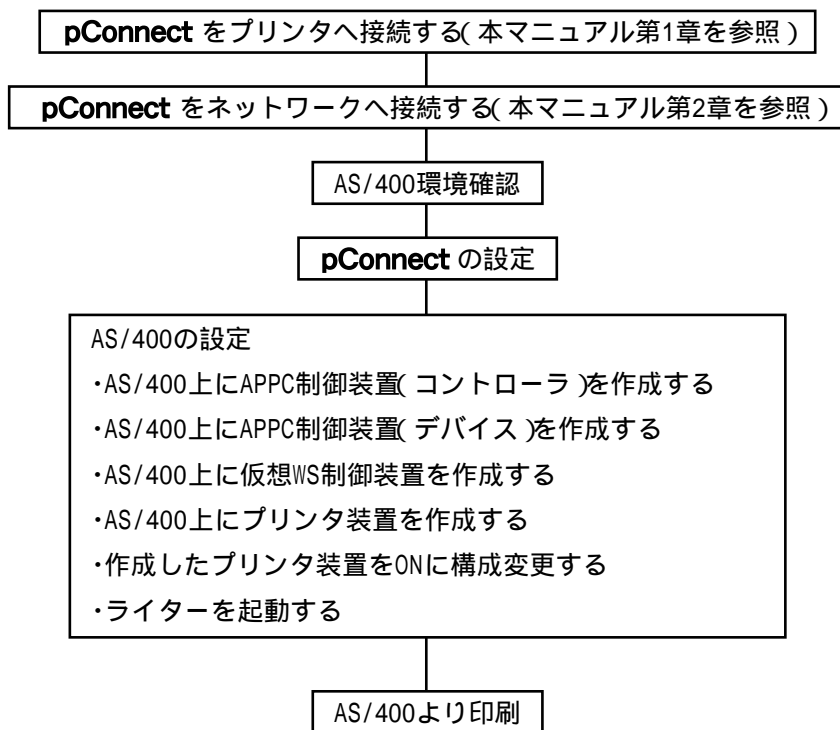 pConnect をプリンタへ接続する(本マニュアル第1章を参照)
pConnect をネットワークへ接続する(本マニュアル第2章を参照)
AS/400環境確認
pConnect の設定
AS/400の設定
・AS/400上にAPPC制御装置(コントローラ)を作成する
・AS/400上にAPPC制御装置(デバイス)を作成する
・AS/400上に仮想WS制御装置を作成する
・AS/400上にプリンタ装置を作成する
・作成したプリンタ装置をONに構成変更する
・ライターを起動する
AS/400より印刷